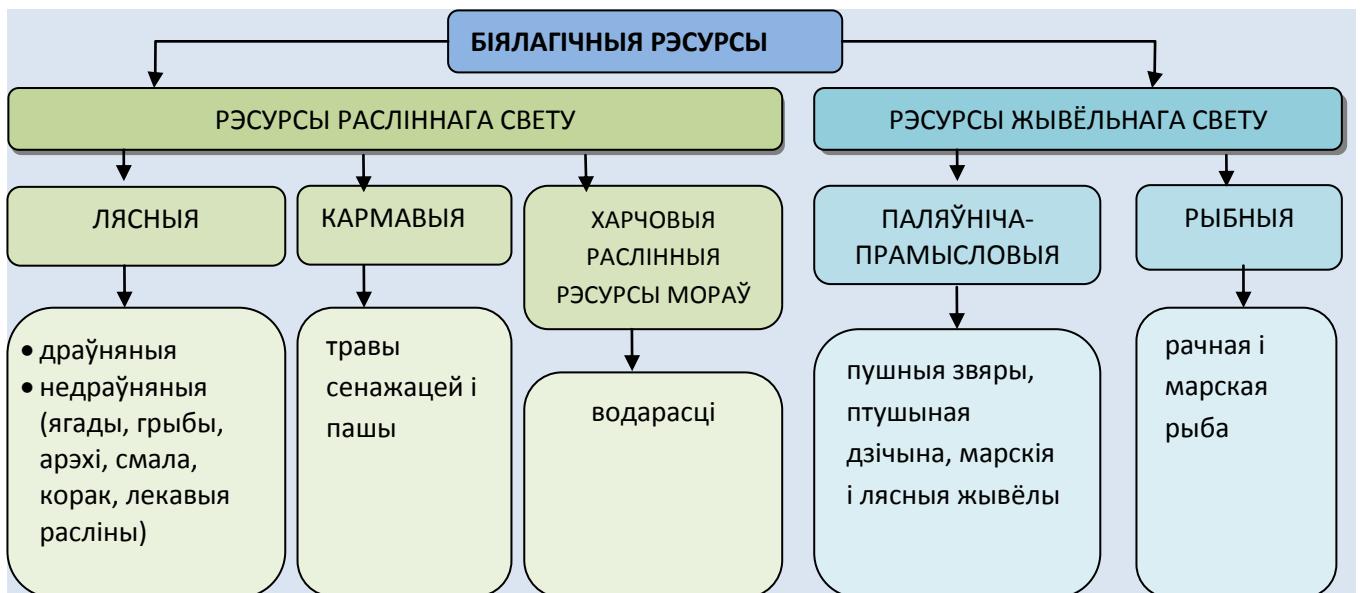 БІЯЛАГІЧНЫЯ РЭСУРСЫ
РЭСУРСЫ РАСЛІННАГА СВЕТУ
РЭСУРСЫ ЖЫВЁЛЬНАГА СВЕТУ
ЛЯСНЫЯ
КАРМАВЫЯ
ХАРЧОВЫЯ
РАСЛІННЫЯ
РЭСУРСЫ МОРАЎ
ПАЛЯЎНІЧА-
ПРАМЫСЛОВЫЯ
РЫБНЫЯ
• драўняныя
• недраўняныя
(ягады, грыбы,
арэхі, смала,
корак, лекавыя
расліны)
травы
сенажацей і
пашы
водарасці
пушныя звяры,
птушыная
дзічына, марскія
і лясныя жывёлы
рачная і
марская
рыба